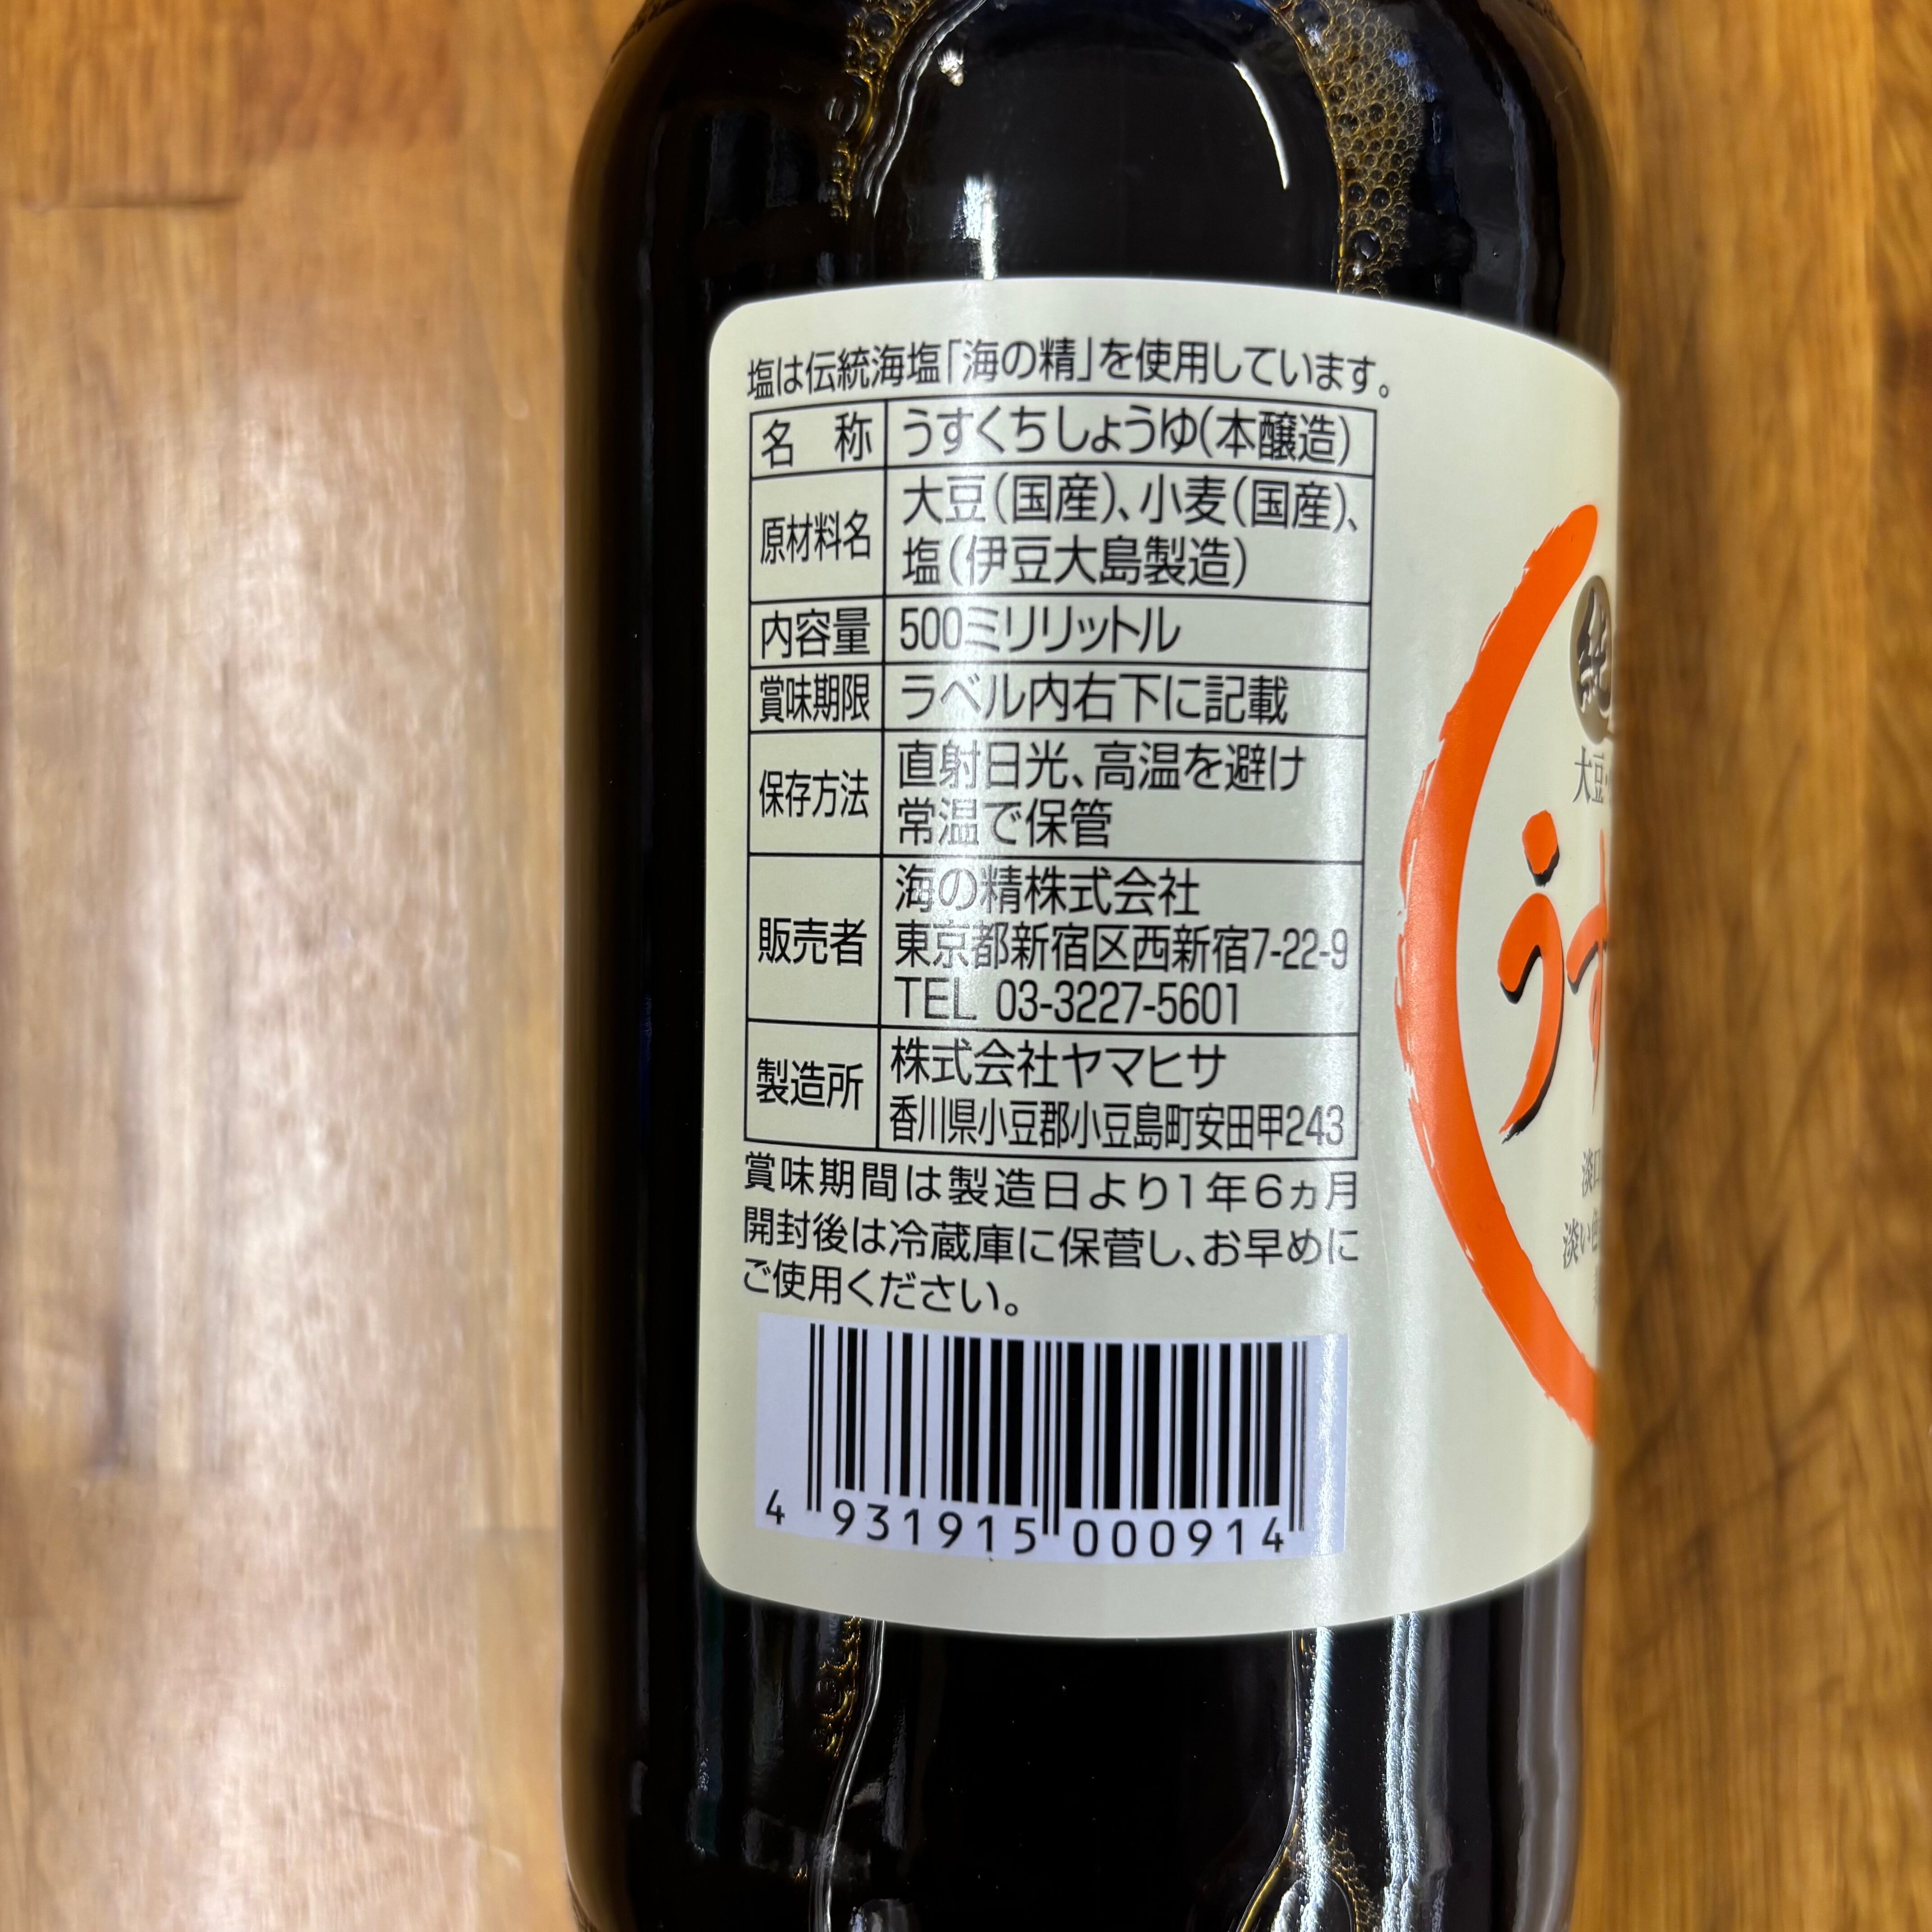 塩は伝統海塩「海の精」を使用しています。
名 称 うすくちしょうゆ(本醸造)
原材料名 大豆(国産)、小麦(国産)、
塩(伊豆大島製造)
内容量 500ミリリットル
賞味期限 ラベル内右下に記載
保存方法 直射日光、高温を避け
常温で保管
販売者 海の精株式会社
東京都新宿区西新宿7-22-9
TEL 03-3227-5601
製造所 株式会社ヤマヒサ
香川県小豆郡小豆島町安田甲243
賞味期間は製造日より1年6ヵ月
開封後は冷蔵庫に保菅し、お早めに
ご使用ください。
4 931915 000914
純
大豆・
うす
淡口
淡い色